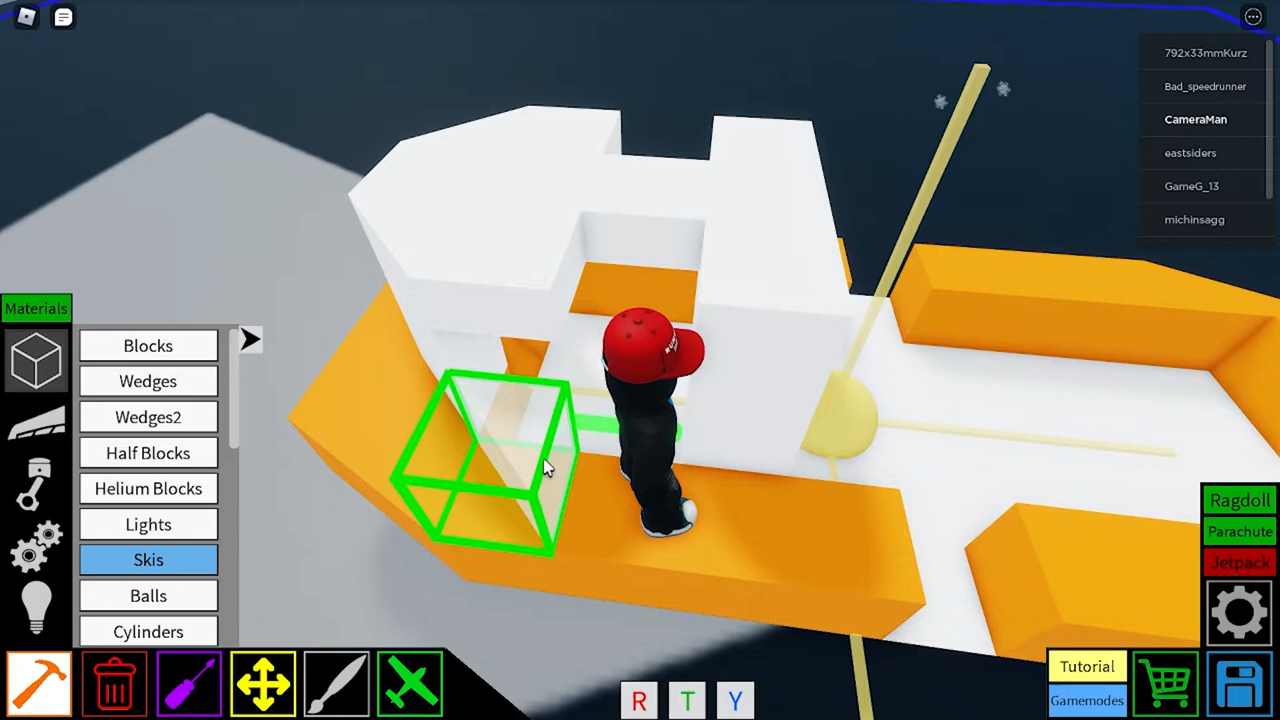 792x33mmKurz
Bad_speedrunner
CameraMan
eastsiders
GameG_13
michinsagg
Materials
Blocks
Wedges
Wedges2
Half Blocks
Helium Blocks
Lights
Skis
Balls
Cylinders
Ragdoll
Parachute
Jetpack
Tutorial
Gamemodes
R T Y